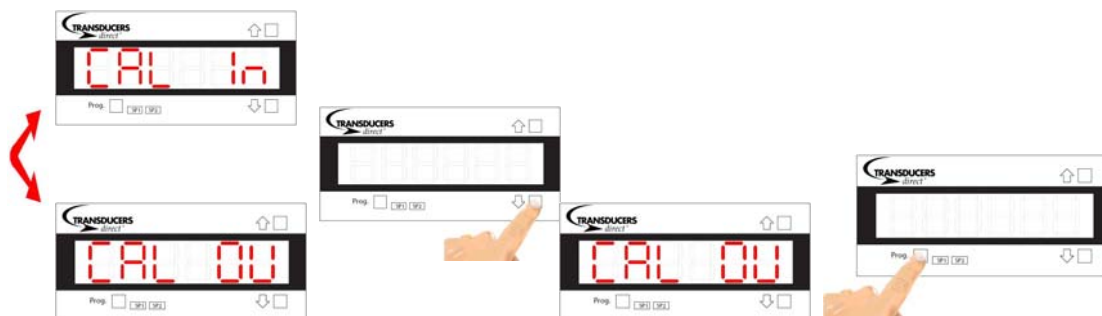 TRANSDUCERS
direct
CAL In
Prog. SP1 SP2
TRANSDUCERS
direct
CAL OU
Prog. SP1 SP2
TRANSDUCERS
direct
Prog. SP1 SP2
TRANSDUCERS
direct
CAL OU
Prog. SP1 SP2
TRANSDUCERS
direct
Prog. SP1 SP2